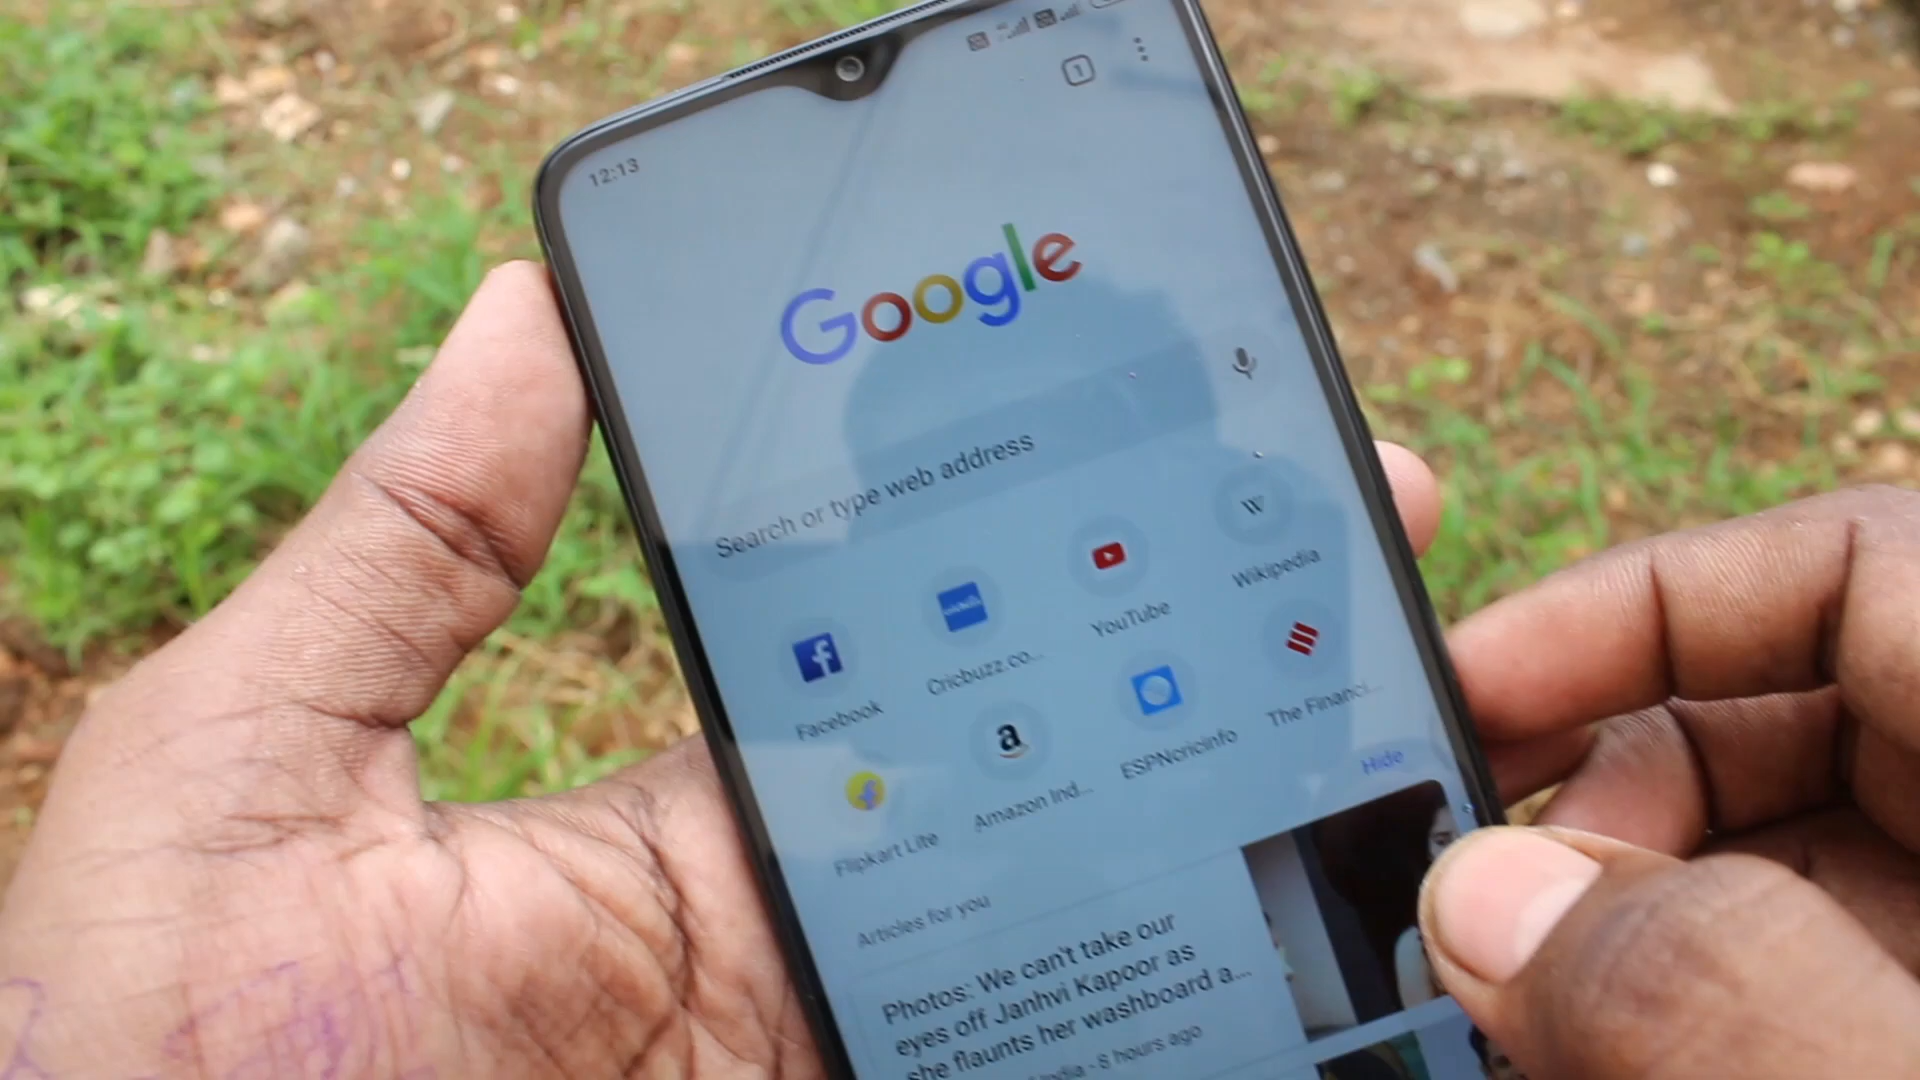 12:13
1
Google
Search or type web address
Facebook
Cricbuzz.co...
YouTube
Wikipedia
Flipkart Lite
Amazon Ind...
ESPNcricinfo
The Financi...
Articles for you
Hide
Photos: We can't take our
eyes off Janhvi Kapoor as
she flaunts her washboard a...
India - 8 hours ago